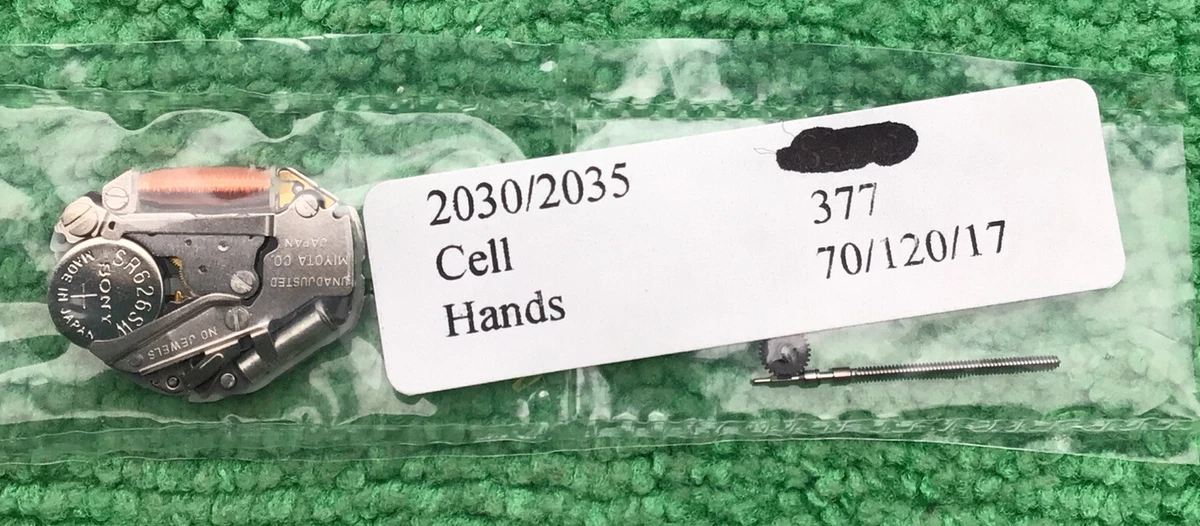 2030/2035
Cell 377
Hands 70/120/17
SR626SW
SONY
MADE IN JAPAN
+
UNADJUSTED
MIYOTA CO.
JAPAN
NO JEWELS